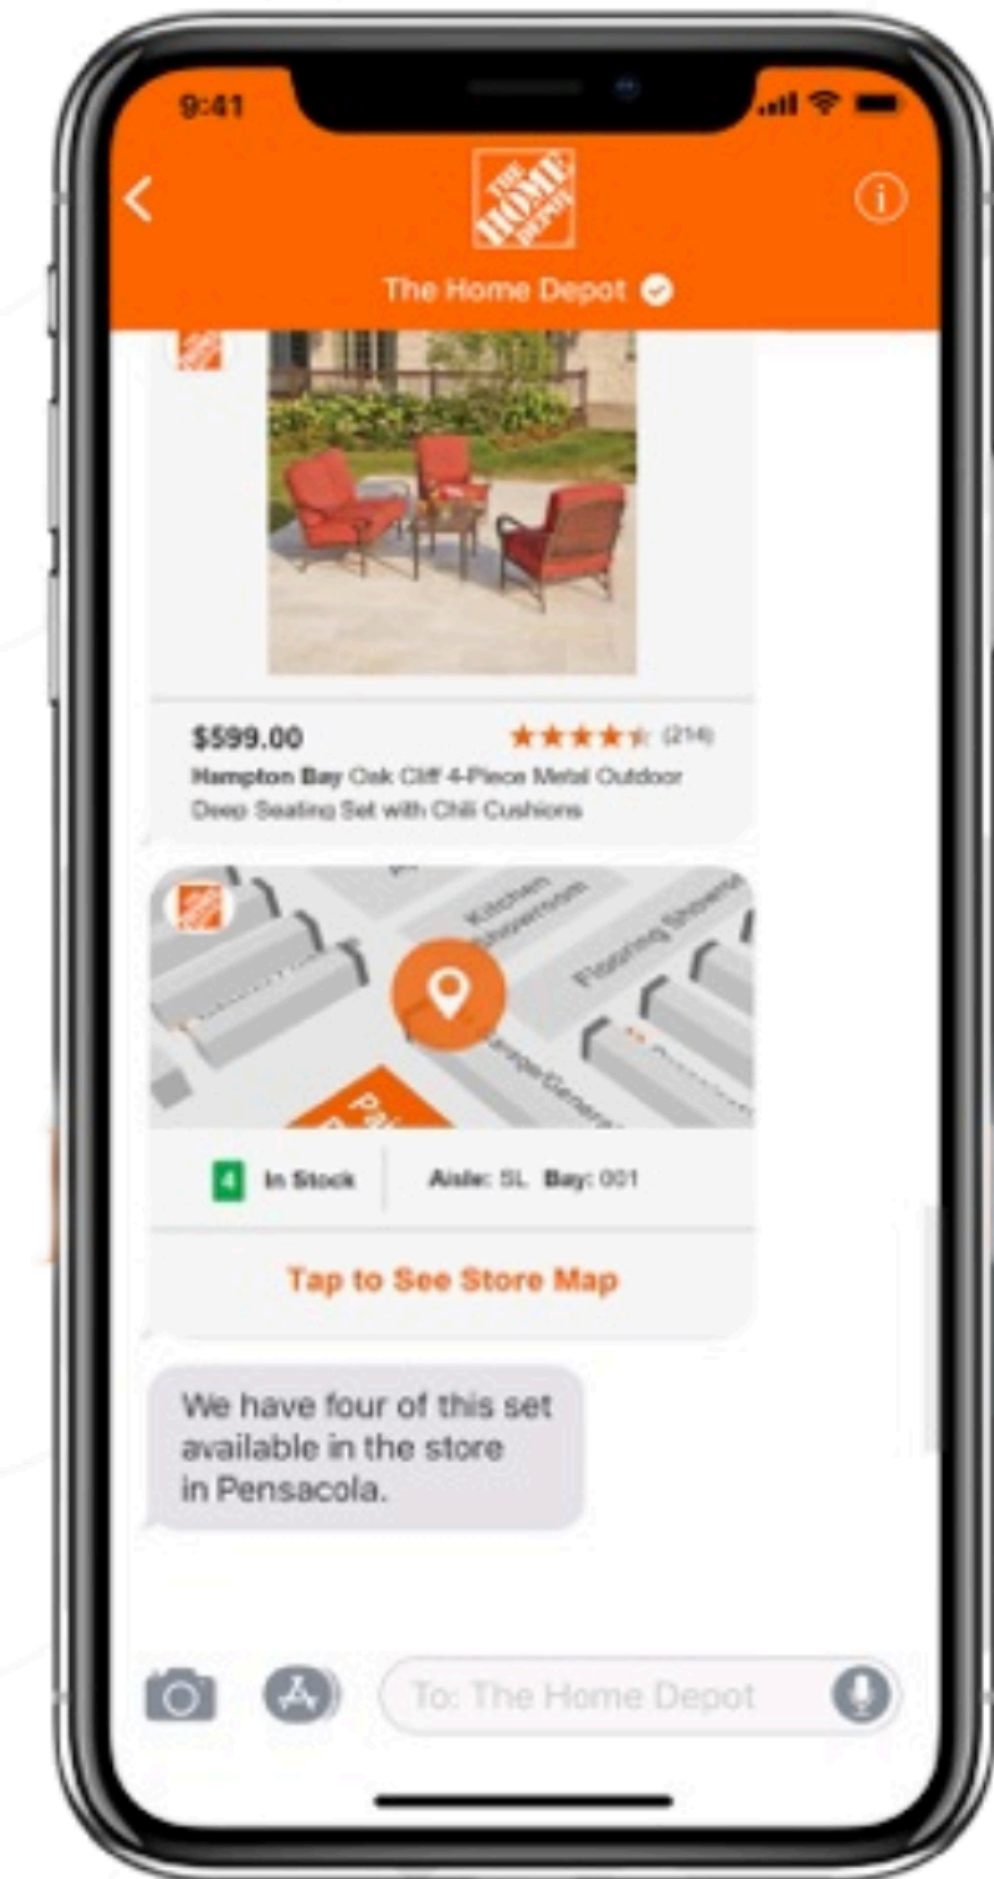 9:41
THE
HOME
DEPOT
The Home Depot
$599.00
(214)
Hampton Bay Oak Cliff 4-Piece Metal Outdoor
Deep Seating Set with Chili Cushions
Kitchen
Showroom
Flooring
4 In Stock
Aisle: SL Bay: 001
Tap to See Store Map
We have four of this set
available in the store
in Pensacola.
To: The Home Depot